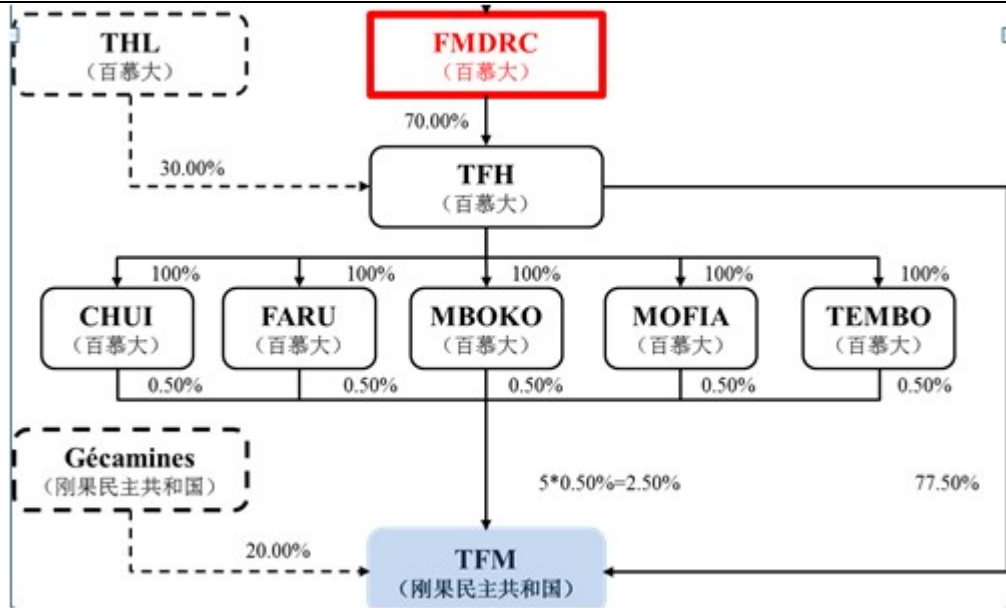 THL
（百慕大）
FMDRC
（百慕大）
70.00%
30.00%
TFH
（百慕大）
100%
100%
100%
100%
100%
CHUI
（百慕大）
FARU
（百慕大）
MBOKO
（百慕大）
MOFIA
（百慕大）
TEMBO
（百慕大）
0.50%
0.50%
0.50%
0.50%
0.50%
Gécamines
（刚果民主共和国）
5*0.50%=2.50%
77.50%
20.00%
TFM
（刚果民主共和国）